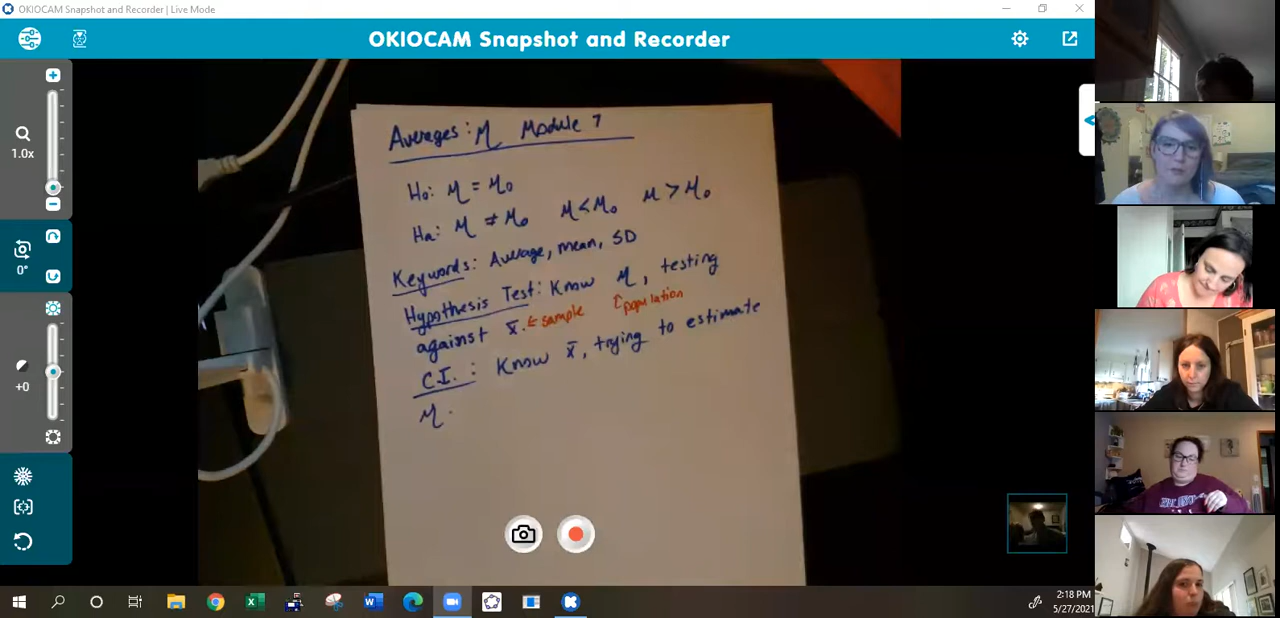 OKIOCAM Snapshot and Recorder | Live Mode
OKIOCAM Snapshot and Recorder
1.0x
0°
+0
Averages: μ Module 7
H₀: μ = μ₀
Ha: μ ≠ μ₀ μ < μ₀ μ > μ₀
Keywords: Average, mean, SD
Hypothesis Test: Know μ, testing
against x̄. ← sample ↑ population
C.I.: Know x̄, trying to estimate
μ.
2:18 PM
5/27/2021